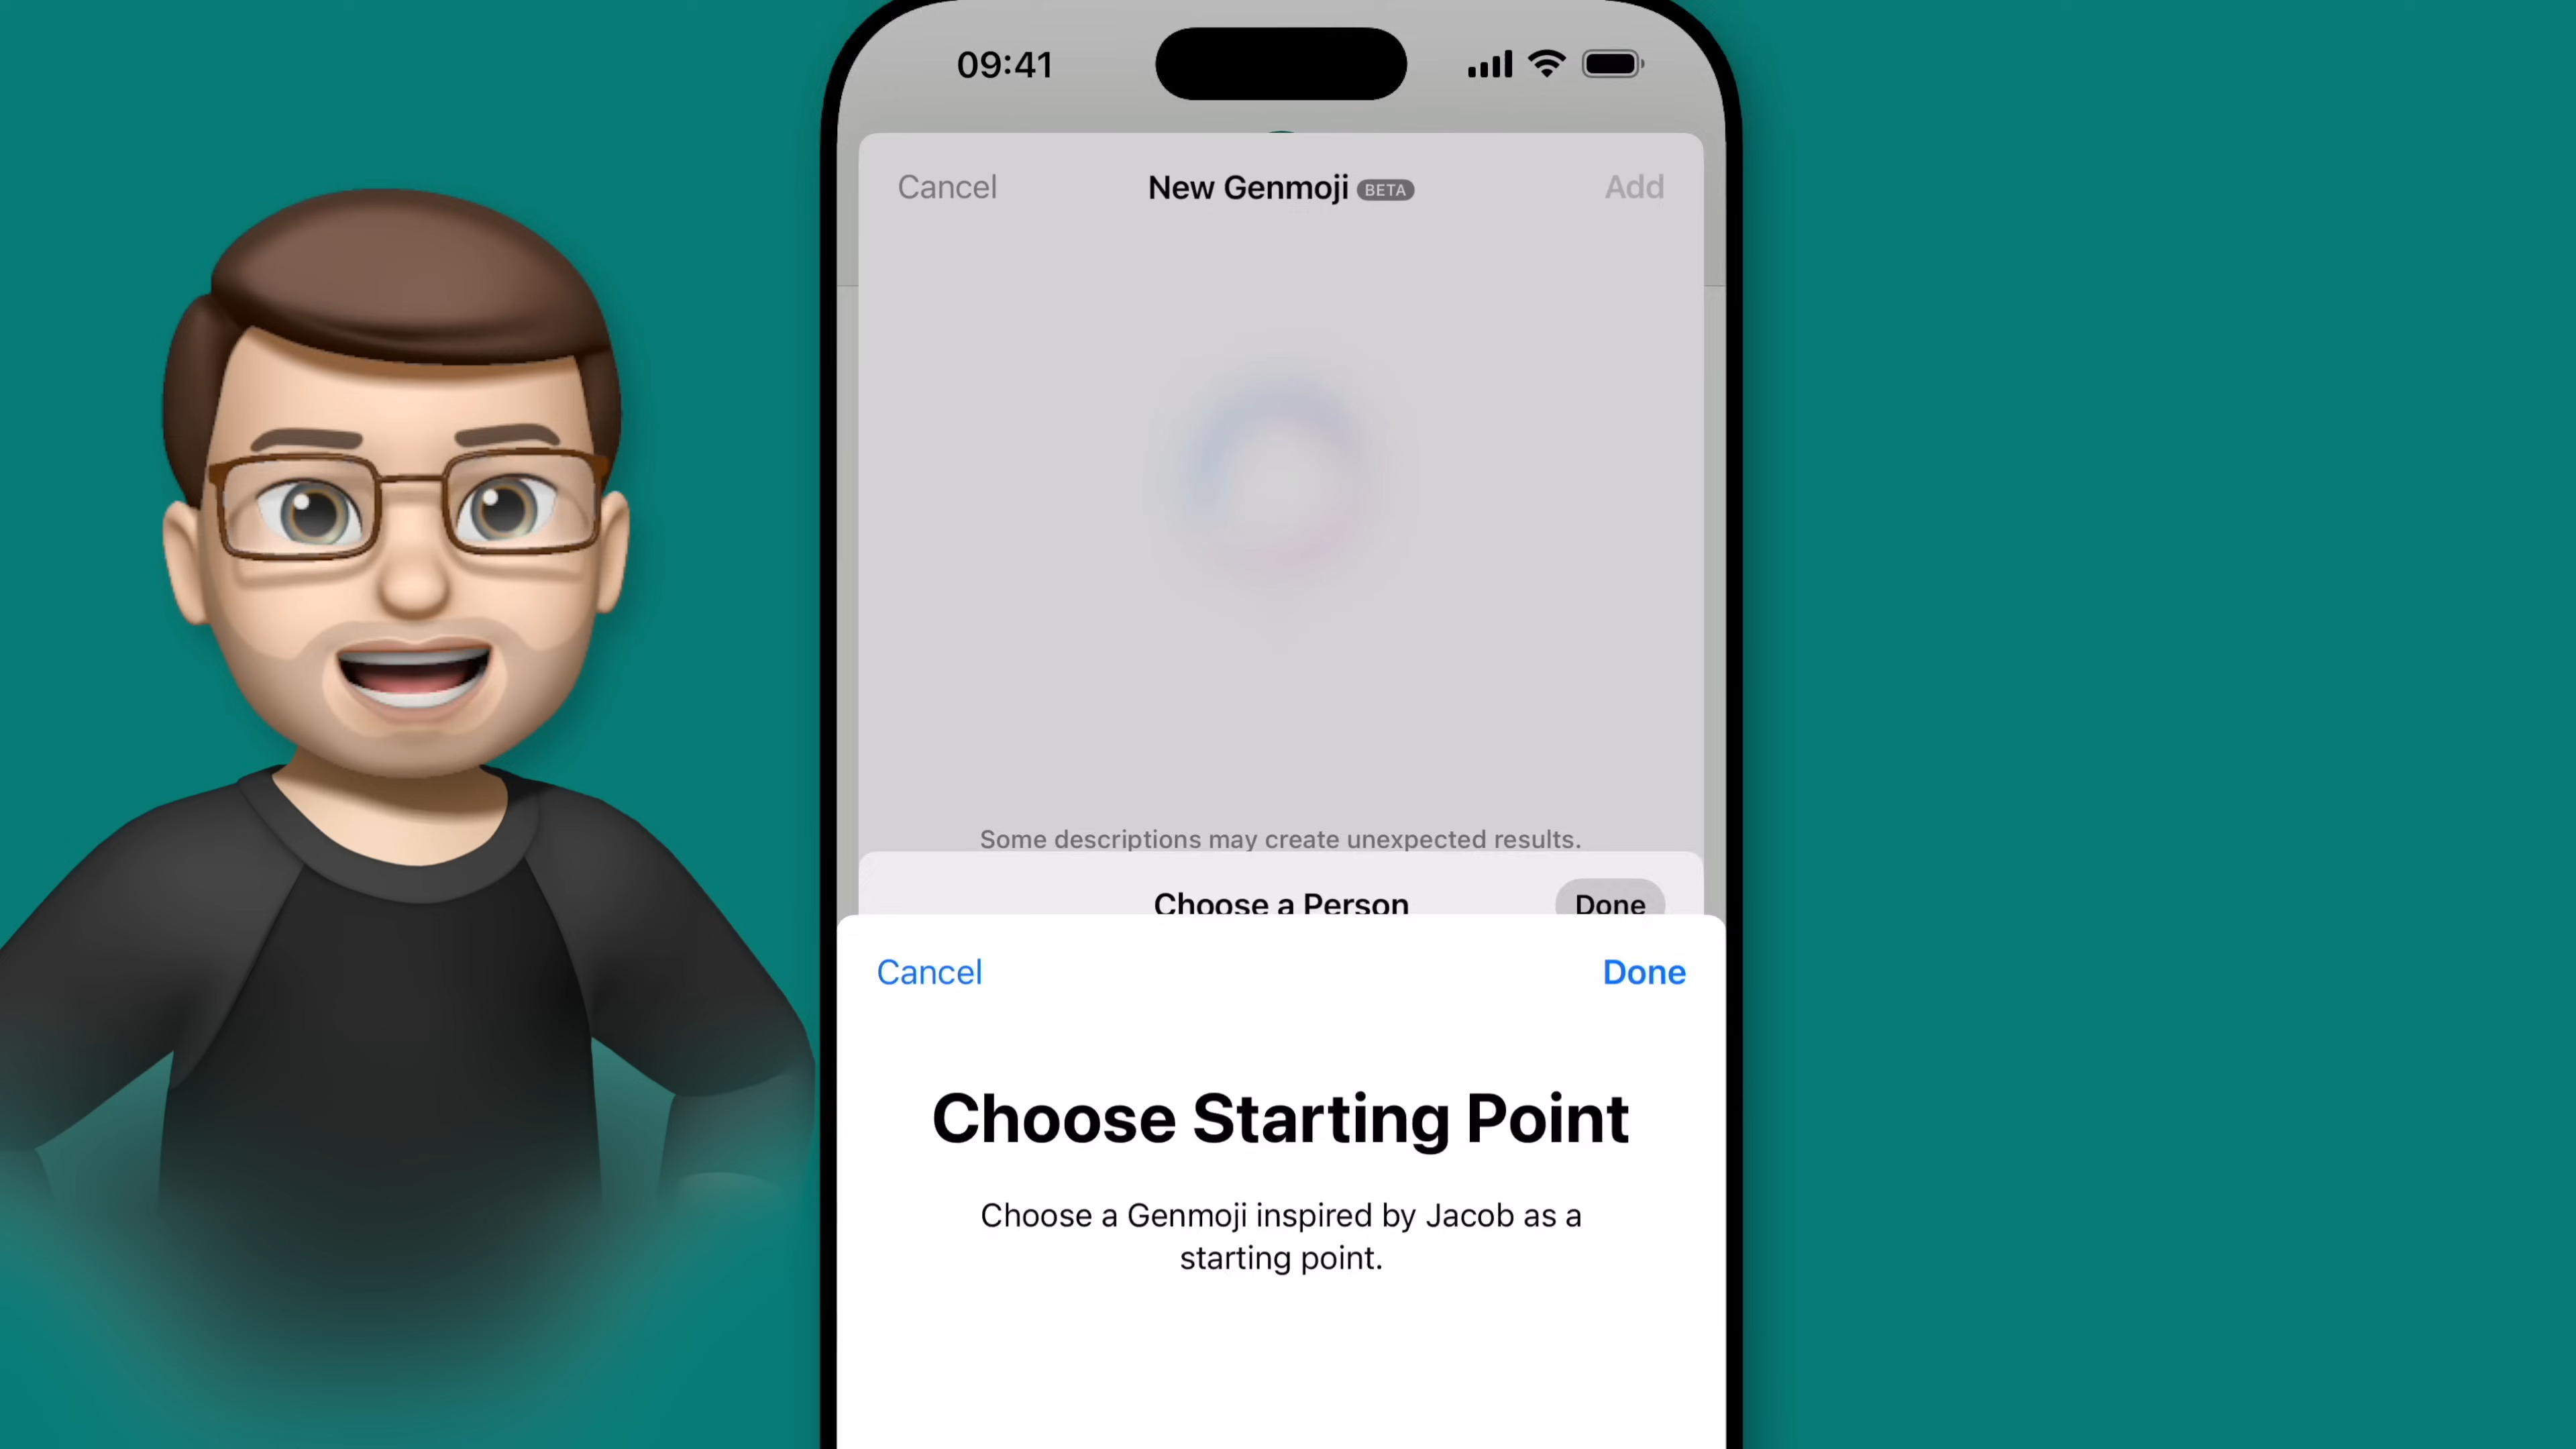 09:41
Cancel
New Genmoji BETA
Add
Some descriptions may create unexpected results.
Choose a Person
Done
Cancel
Done
Choose Starting Point
Choose a Genmoji inspired by Jacob as a
starting point.